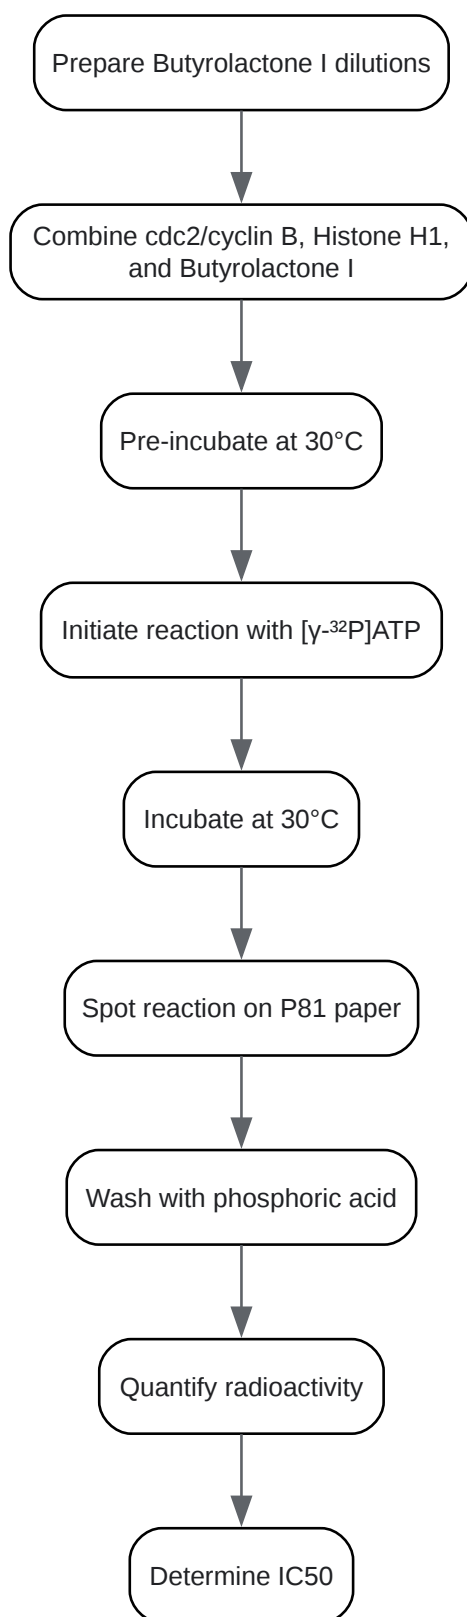 Prepare Butyrolactone I dilutions
Combine cdc2/cyclin B, Histone H1,
and Butyrolactone I
Pre-incubate at 30°C
Initiate reaction with [γ-³²P]ATP
Incubate at 30°C
Spot reaction on P81 paper
Wash with phosphoric acid
Quantify radioactivity
Determine IC50